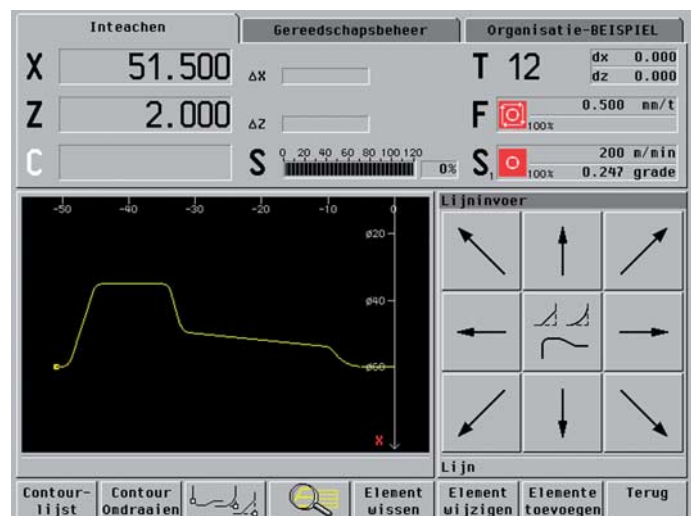 Inteachen
Gereedschapsbeheer
Organisatie-BEISPIEL
X 51.500 ΔX
T 12 dx 0.000
dz 0.000
Z 2.000 ΔZ
F 100% 0.500 mm/t
C
S 0 20 40 60 80 100 120 0%
S1 100% 200 m/min
0.247 grade
-50 -40 -30 -20 -10 0
ø20
ø40
ø60
X
Lijninvoer
Lijn
Contour-
lijst
Contour
Omdraaien
Element
wissen
Element
wijzigen
Elemente
toevoegen
Terug